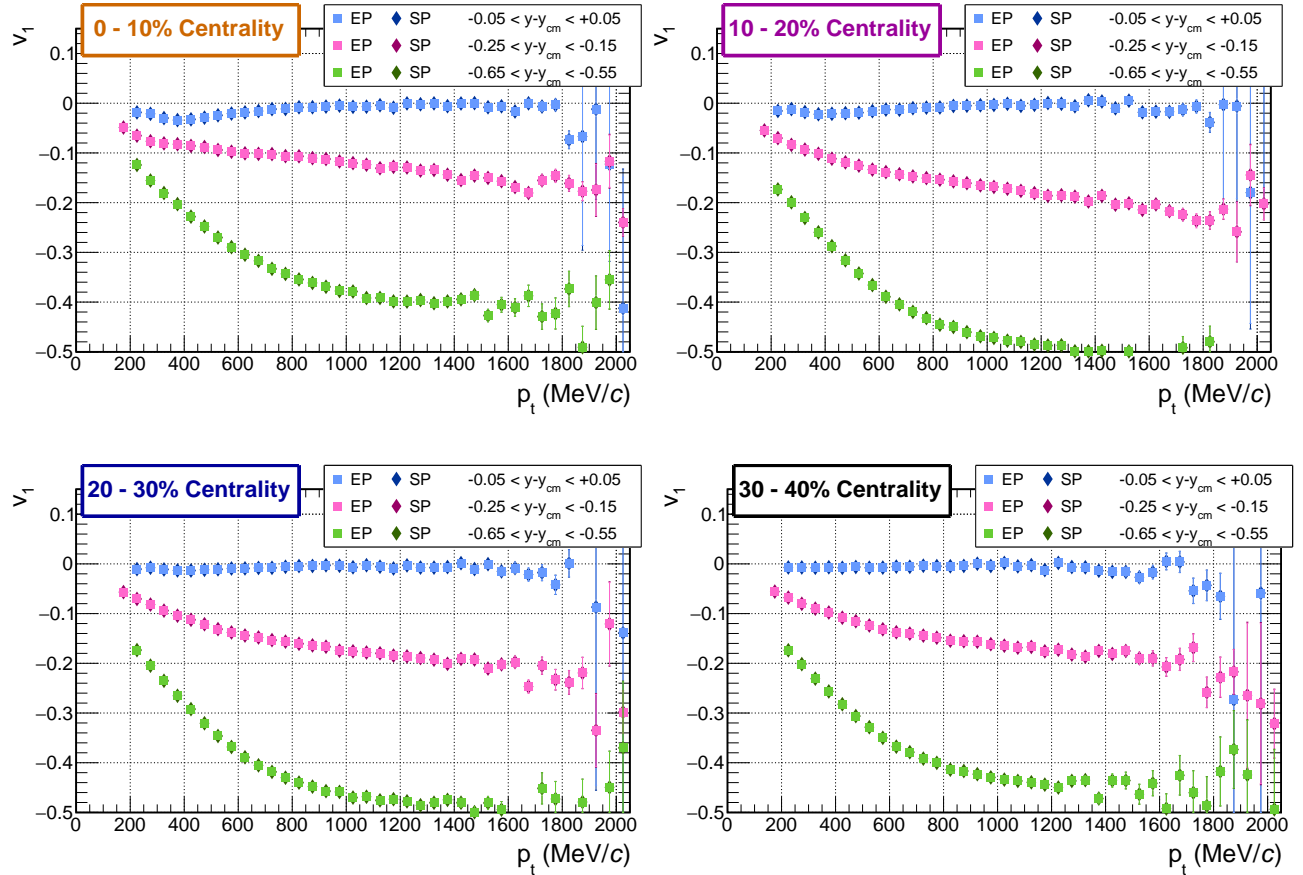 0 - 10% Centrality
EP SP -0.05 < y-y_cm < +0.05
EP SP -0.25 < y-y_cm < -0.15
EP SP -0.65 < y-y_cm < -0.55
v_1
0.1
0
−0.1
−0.2
−0.3
−0.4
−0.5
0 200 400 600 800 1000 1200 1400 1600 1800 2000
p_t (MeV/c)
10 - 20% Centrality
EP SP -0.05 < y-y_cm < +0.05
EP SP -0.25 < y-y_cm < -0.15
EP SP -0.65 < y-y_cm < -0.55
v_1
0.1
0
−0.1
−0.2
−0.3
−0.4
−0.5
0 200 400 600 800 1000 1200 1400 1600 1800 2000
p_t (MeV/c)
20 - 30% Centrality
EP SP -0.05 < y-y_cm < +0.05
EP SP -0.25 < y-y_cm < -0.15
EP SP -0.65 < y-y_cm < -0.55
v_1
0.1
0
−0.1
−0.2
−0.3
−0.4
−0.5
0 200 400 600 800 1000 1200 1400 1600 1800 2000
p_t (MeV/c)
30 - 40% Centrality
EP SP -0.05 < y-y_cm < +0.05
EP SP -0.25 < y-y_cm < -0.15
EP SP -0.65 < y-y_cm < -0.55
v_1
0.1
0
−0.1
−0.2
−0.3
−0.4
−0.5
0 200 400 600 800 1000 1200 1400 1600 1800 2000
p_t (MeV/c)